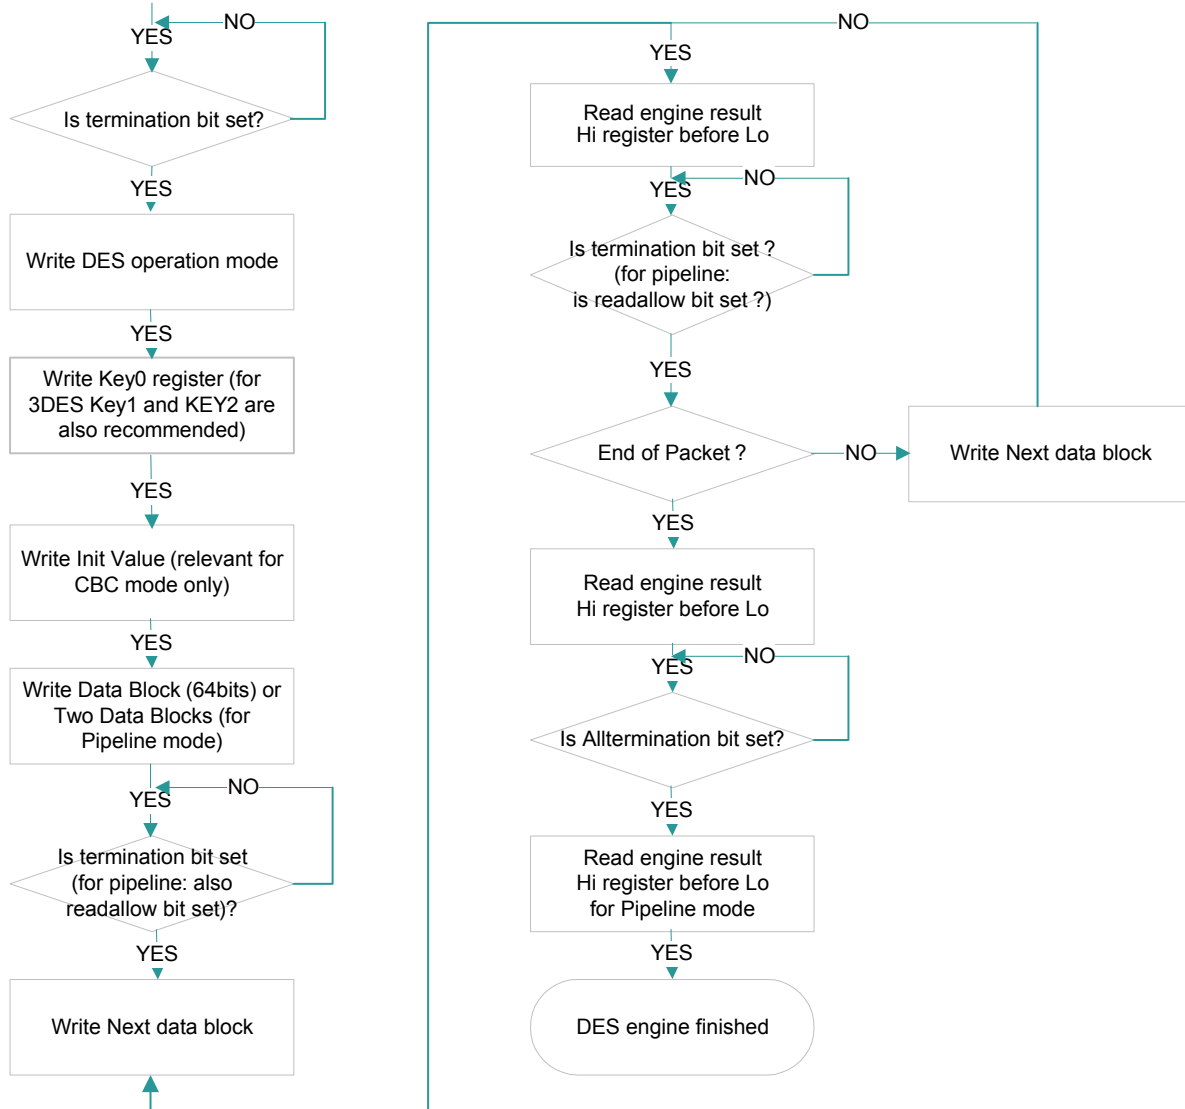 NO
YES
Is termination bit set?
YES
Write DES operation mode
YES
Write Key0 register (for
3DES Key1 and KEY2 are
also recommended)
YES
Write Init Value (relevant for
CBC mode only)
YES
Write Data Block (64bits) or
Two Data Blocks (for
Pipeline mode)
NO
YES
Is termination bit set
(for pipeline: also
readallow bit set)?
YES
Write Next data block
NO
YES
Read engine result
Hi register before Lo
NO
YES
Is termination bit set ?
(for pipeline:
is readallow bit set ?)
YES
End of Packet ?
NO
Write Next data block
YES
Read engine result
Hi register before Lo
NO
YES
Is Alltermination bit set?
YES
Read engine result
Hi register before Lo
for Pipeline mode
YES
DES engine finished